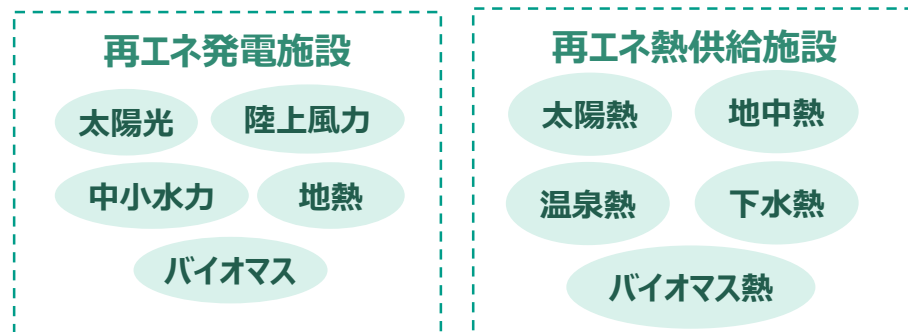 再エネ発電施設
太陽光 陸上風力
中小水力 地熱
バイオマス
再エネ熱供給施設
太陽熱 地中熱
温泉熱 下水熱
バイオマス熱